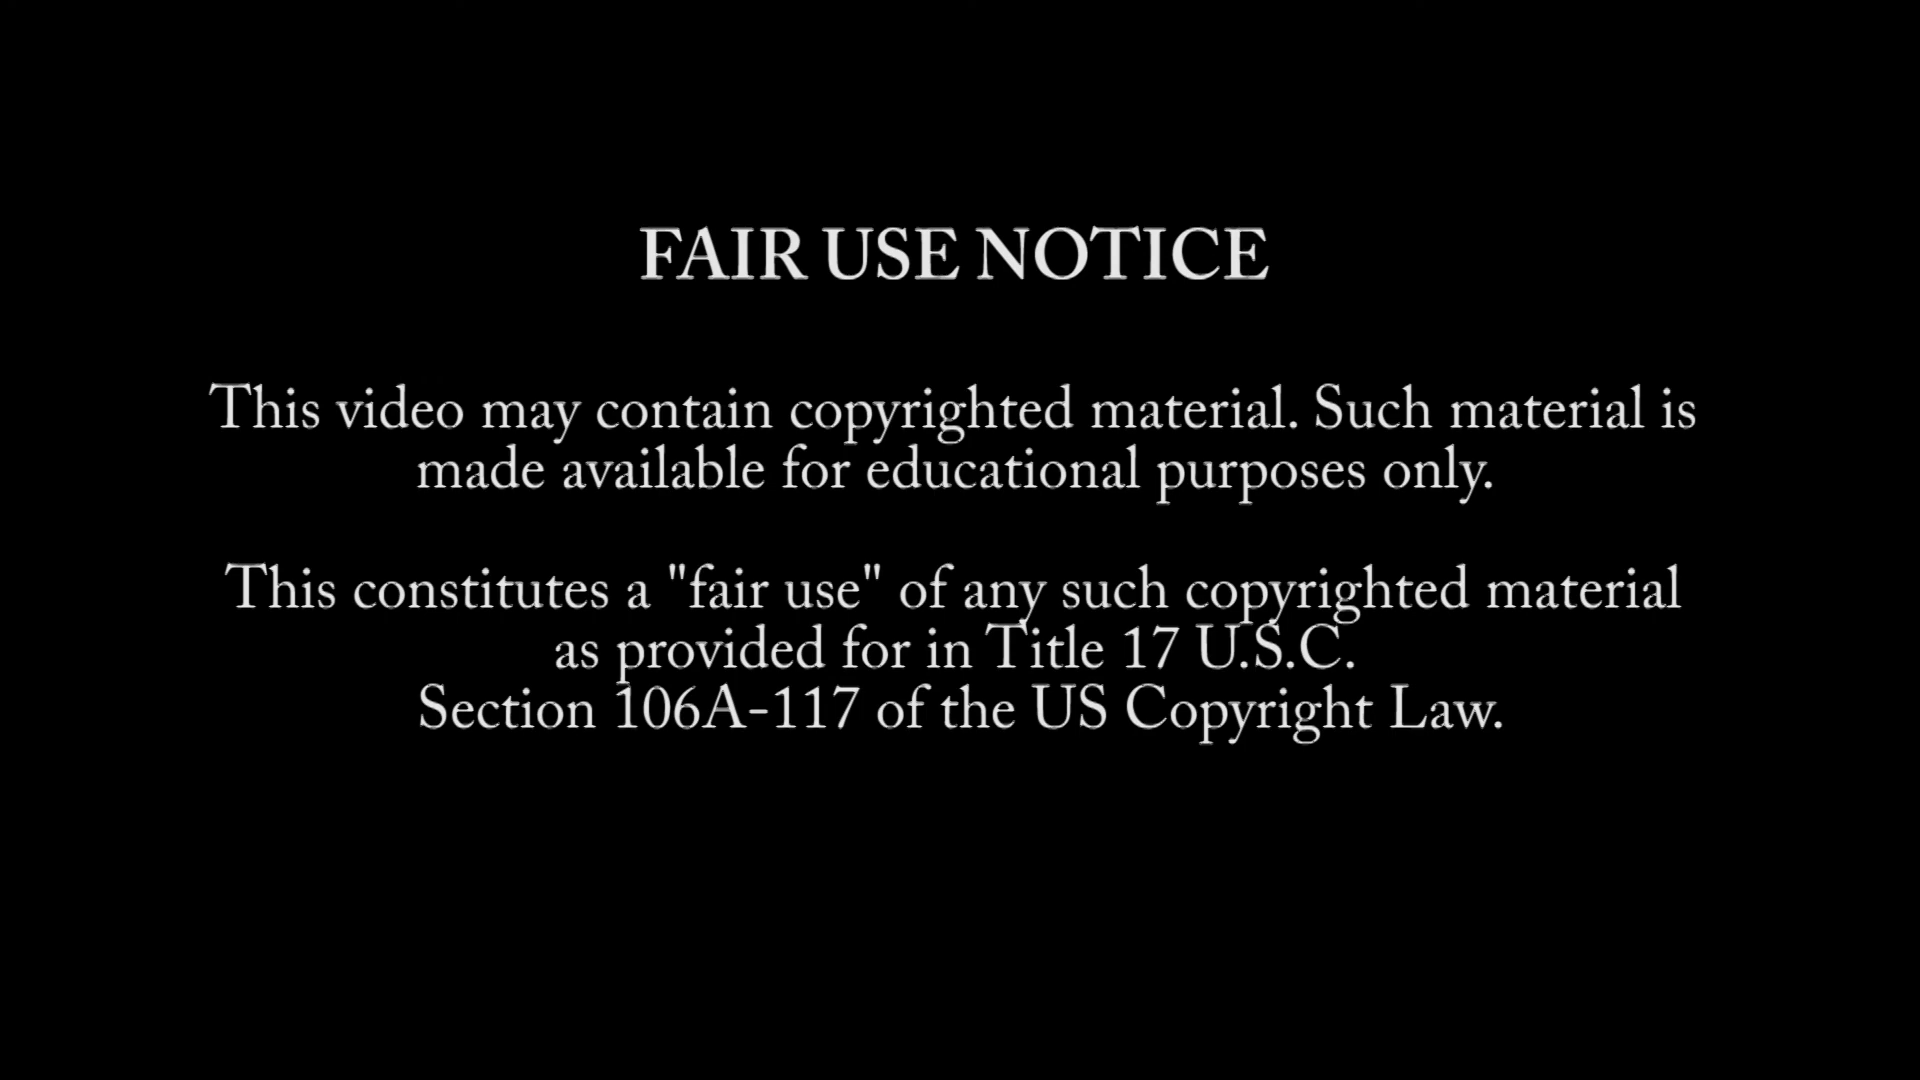 FAIR USE NOTICE
This video may contain copyrighted material. Such material is
made available for educational purposes only.
This constitutes a "fair use" of any such copyrighted material
as provided for in Title 17 U.S.C.
Section 106A-117 of the US Copyright Law.